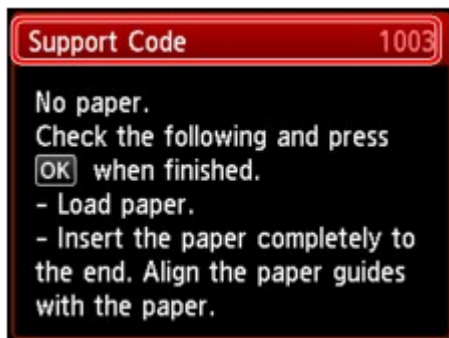 Support Code 1003
No paper.
Check the following and press
OK when finished.
– Load paper.
– Insert the paper completely to
the end. Align the paper guides
with the paper.